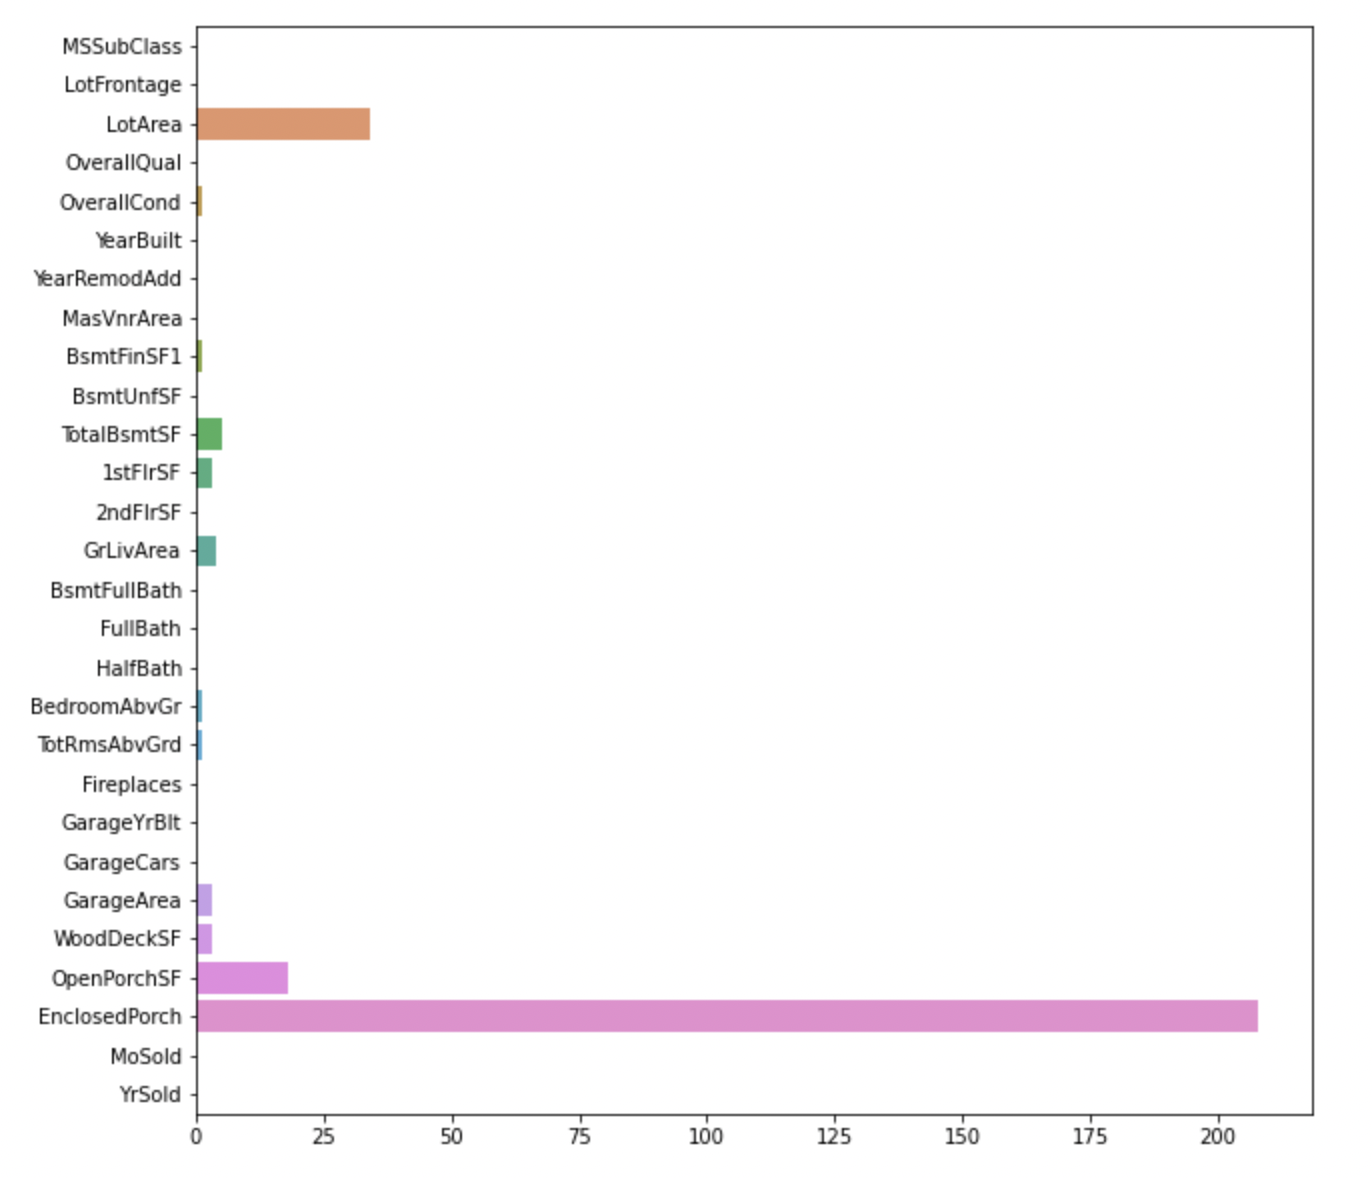 MSSubClass
LotFrontage
LotArea
OverallQual
OverallCond
YearBuilt
YearRemodAdd
MasVnrArea
BsmtFinSF1
BsmtUnfSF
TotalBsmtSF
1stFlrSF
2ndFlrSF
GrLivArea
BsmtFullBath
FullBath
HalfBath
BedroomAbvGr
TotRmsAbvGrd
Fireplaces
GarageYrBlt
GarageCars
GarageArea
WoodDeckSF
OpenPorchSF
EnclosedPorch
MoSold
YrSold
0 25 50 75 100 125 150 175 200